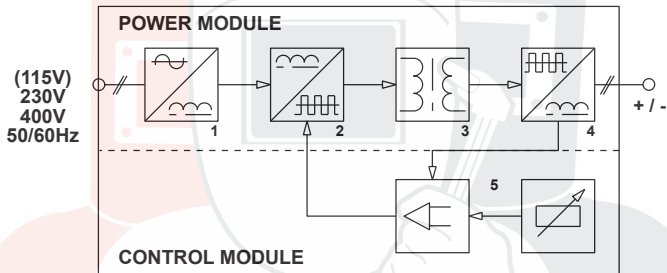 POWER MODULE
(115V)
230V
400V
50/60Hz
1
2
3
4
+ / -
5
CONTROL MODULE